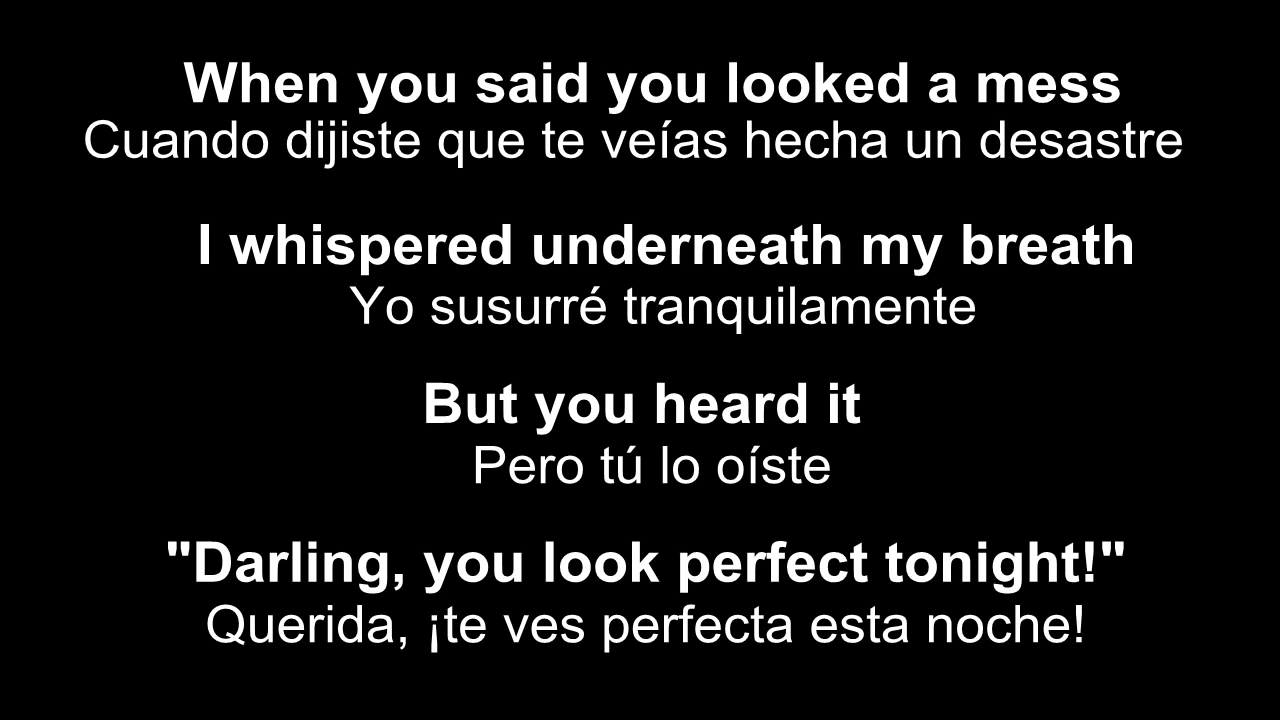 When you said you looked a mess
Cuando dijiste que te veías hecha un desastre
I whispered underneath my breath
Yo susurré tranquilamente
But you heard it
Pero tú lo oíste
"Darling, you look perfect tonight!"
Querida, ¡te ves perfecta esta noche!